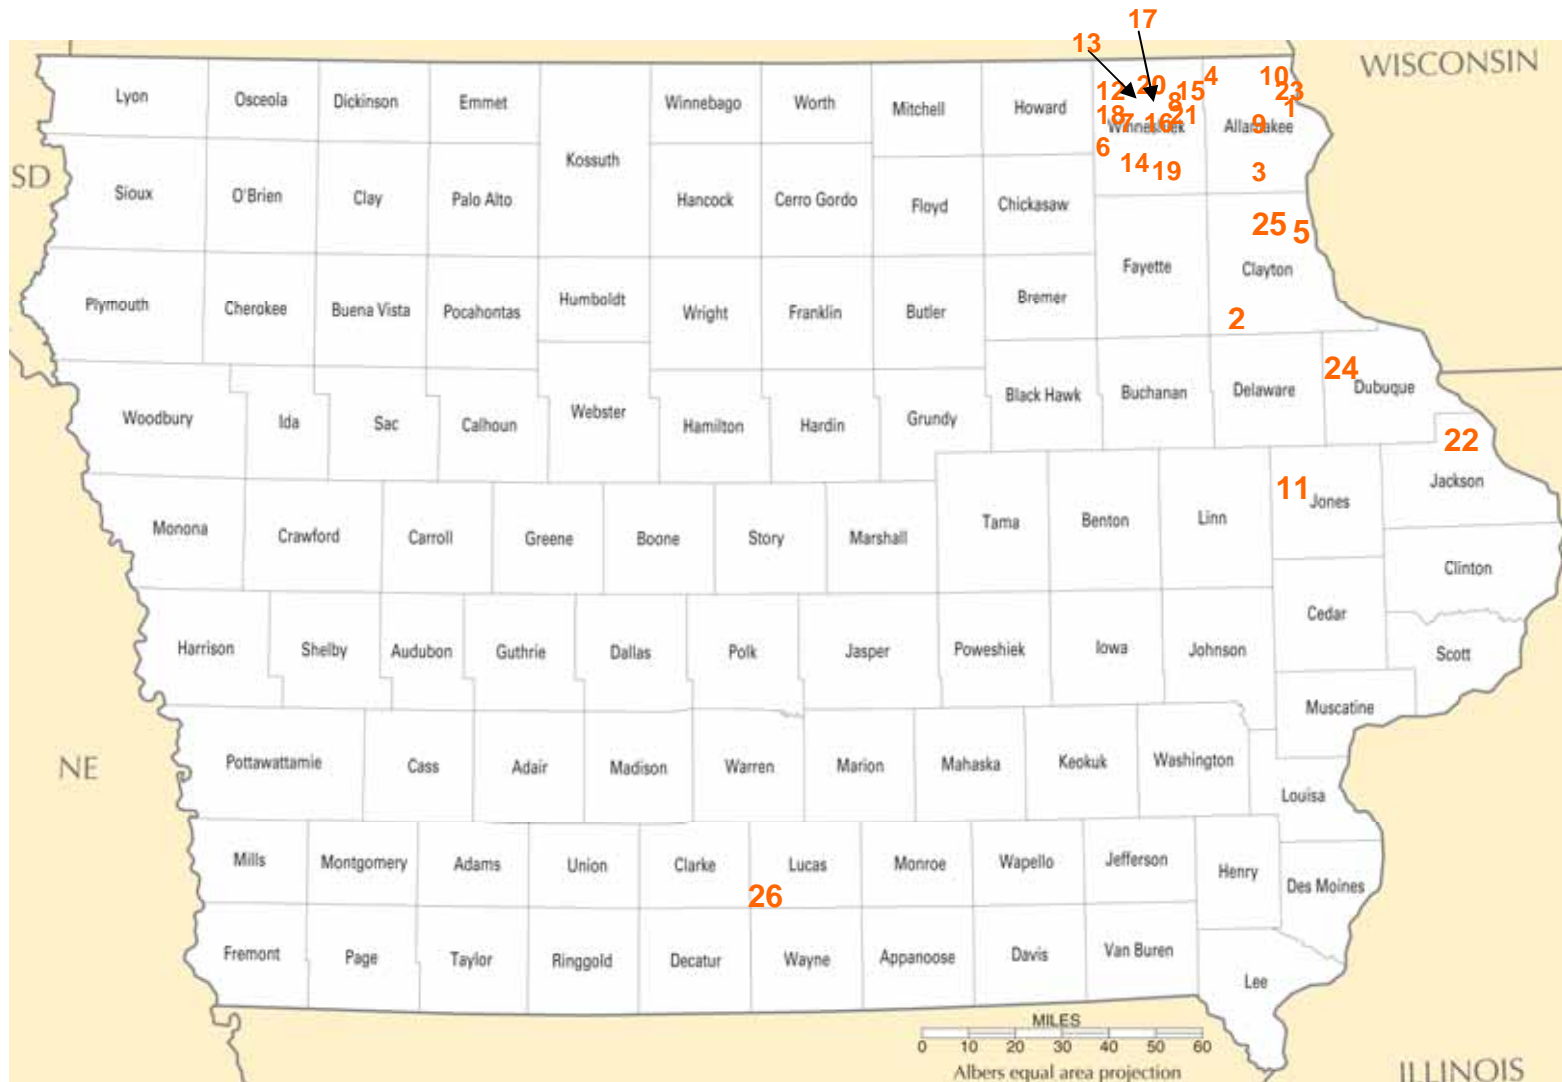 17
13
WISCONSIN
Lyon
Osceola
Dickinson
Emmet
Winnebago
Worth
Mitchell
Howard
12
20
15
4
10
23
8
1
18
7
16
21
9
Winneshiek
Allamakee
6
14
19
3
SD
Kossuth
Sioux
O'Brien
Clay
Palo Alto
Hancock
Cerro Gordo
Floyd
Chickasaw
25
5
Fayette
Clayton
2
Plymouth
Cherokee
Buena Vista
Pocahontas
Humboldt
Wright
Franklin
Butler
Bremer
24
Woodbury
Ida
Sac
Calhoun
Webster
Hamilton
Hardin
Grundy
Black Hawk
Buchanan
Delaware
Dubuque
22
11
Monona
Crawford
Carroll
Greene
Boone
Story
Marshall
Tama
Benton
Linn
Jones
Jackson
Clinton
Harrison
Shelby
Audubon
Guthrie
Dallas
Polk
Jasper
Poweshiek
Iowa
Johnson
Cedar
Scott
Muscatine
NE
Pottawattamie
Cass
Adair
Madison
Warren
Marion
Mahaska
Keokuk
Washington
Louisa
Mills
Montgomery
Adams
Union
Clarke
Lucas
Monroe
Wapello
Jefferson
Henry
Des Moines
26
Fremont
Page
Taylor
Ringgold
Decatur
Wayne
Appanoose
Davis
Van Buren
Lee
MILES
0 10 20 30 40 50 60
Albers equal area projection
ILLINOIS